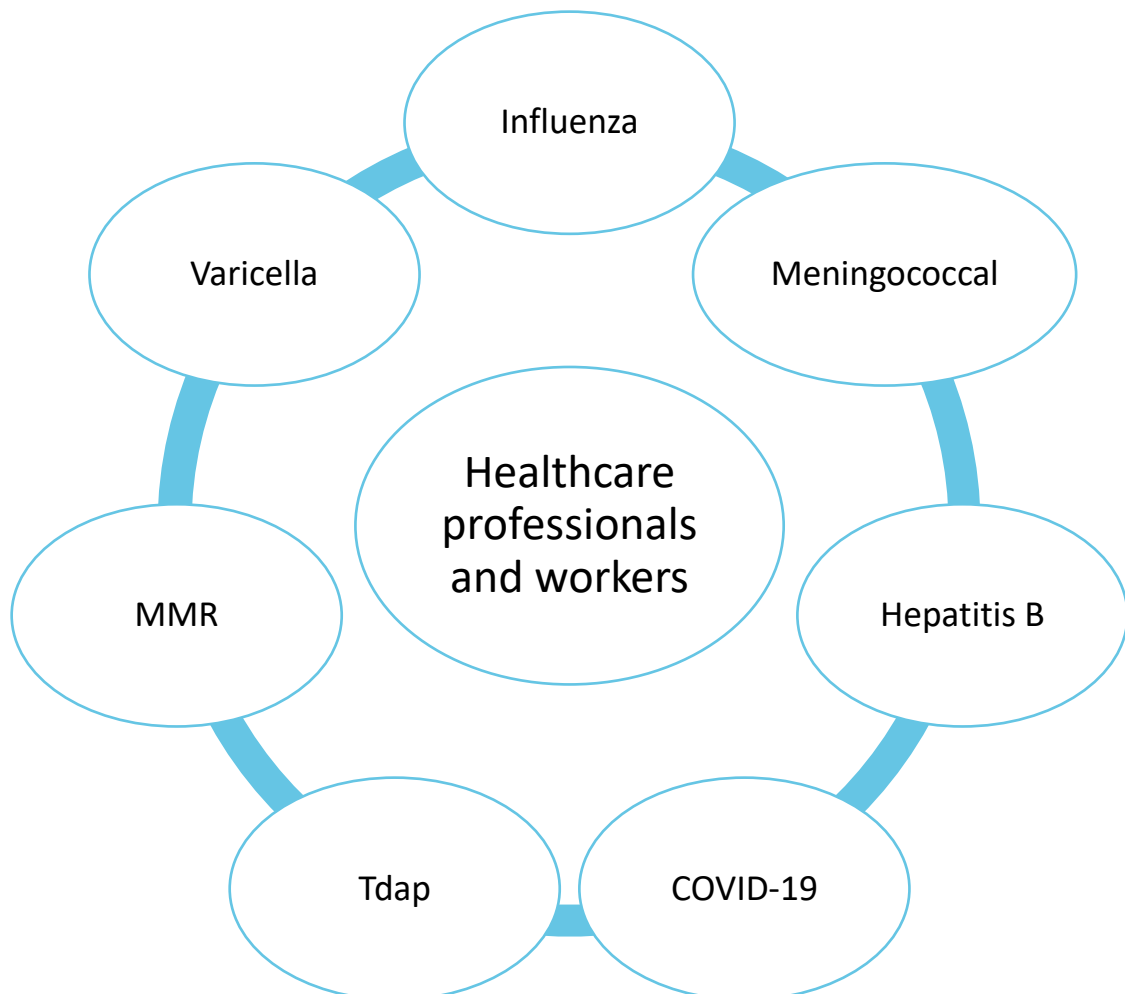 Influenza
Varicella
Meningococcal
Healthcare
professionals
and workers
MMR
Hepatitis B
Tdap
COVID-19